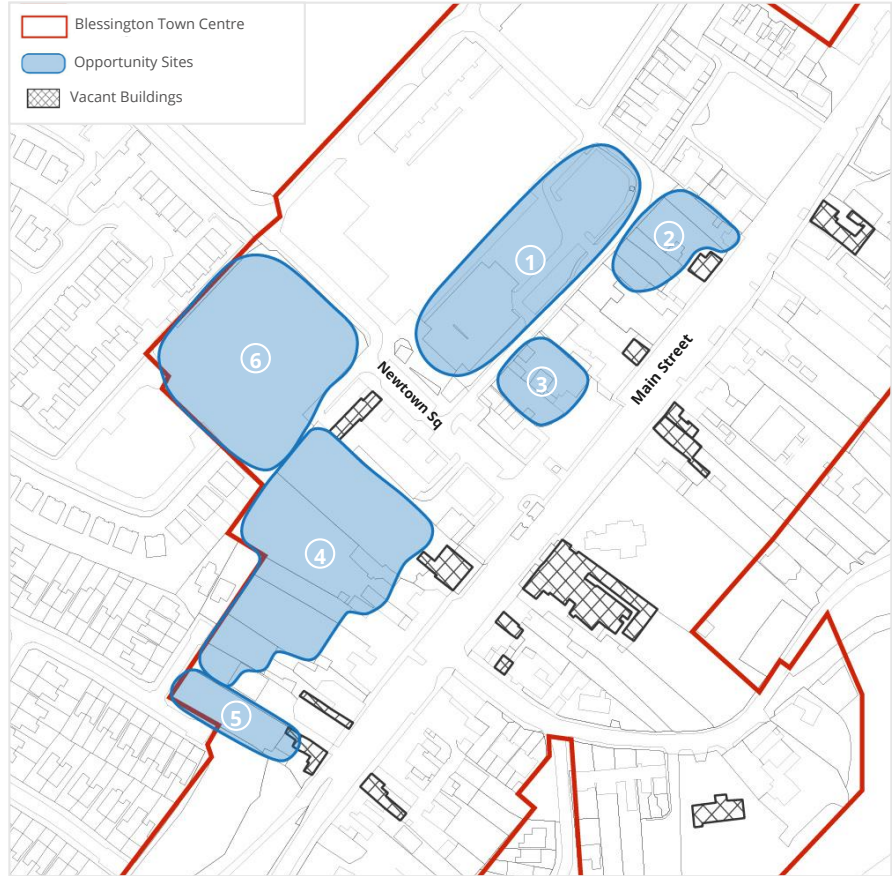 Blessington Town Centre
Opportunity Sites
Vacant Buildings
1
2
3
4
5
6
Newtown Sq
Main Street